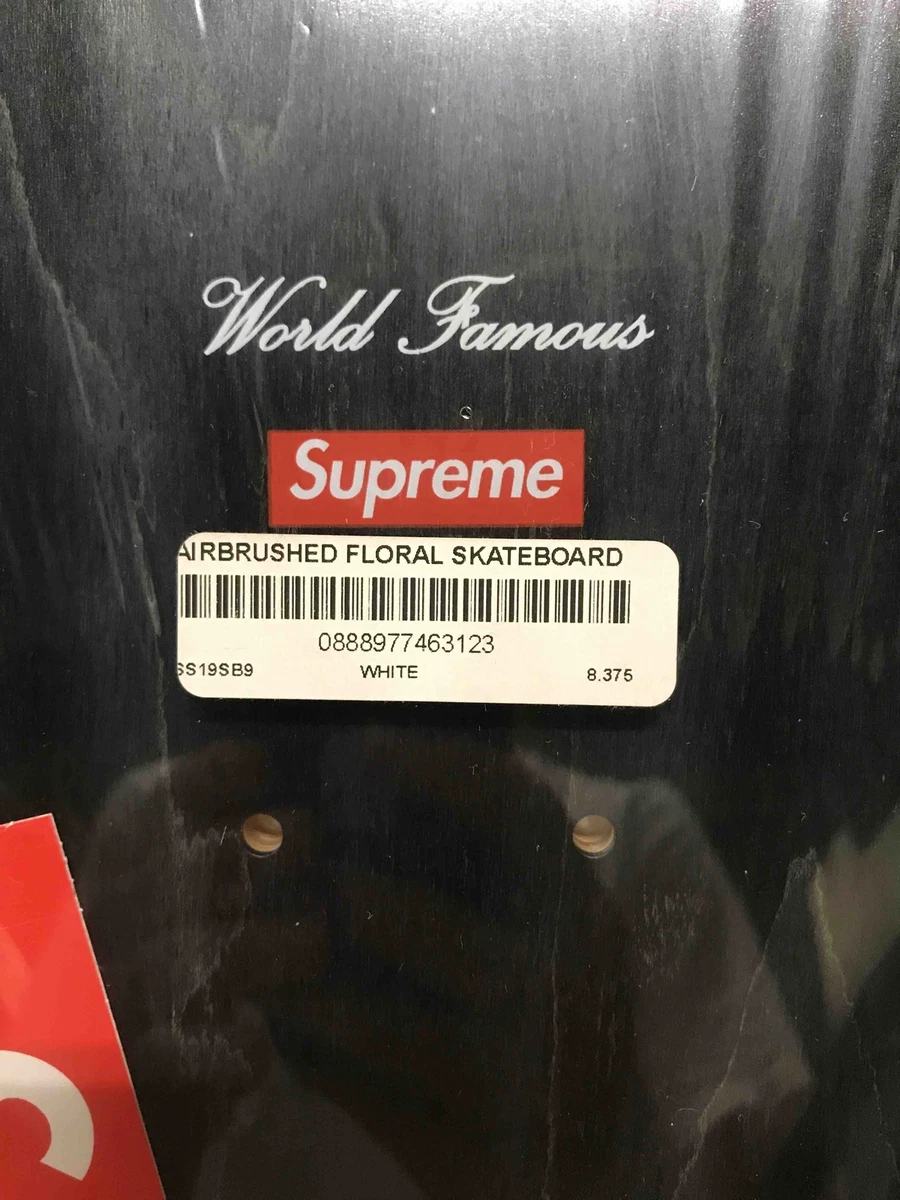 World Famous
Supreme
AIRBRUSHED FLORAL SKATEBOARD
0888977463123
SS19SB9 WHITE 8.375